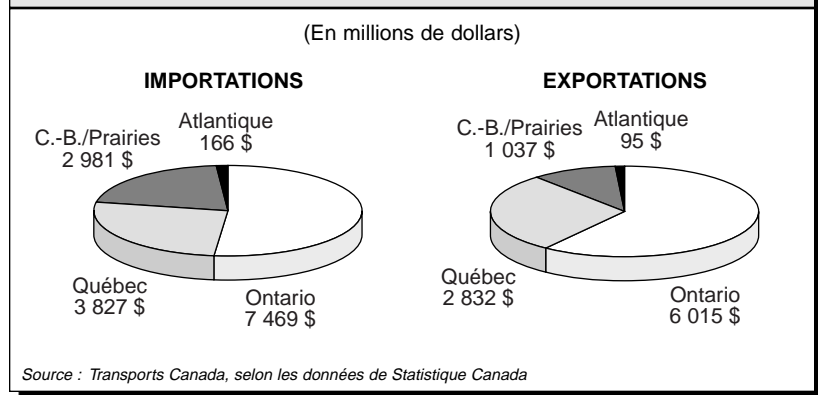 (En millions de dollars)
IMPORTATIONS
C.-B./Prairies
2 981 $
Atlantique
166 $
Québec
3 827 $
Ontario
7 469 $
EXPORTATIONS
C.-B./Prairies
1 037 $
Atlantique
95 $
Québec
2 832 $
Ontario
6 015 $
Source : Transports Canada, selon les données de Statistique Canada